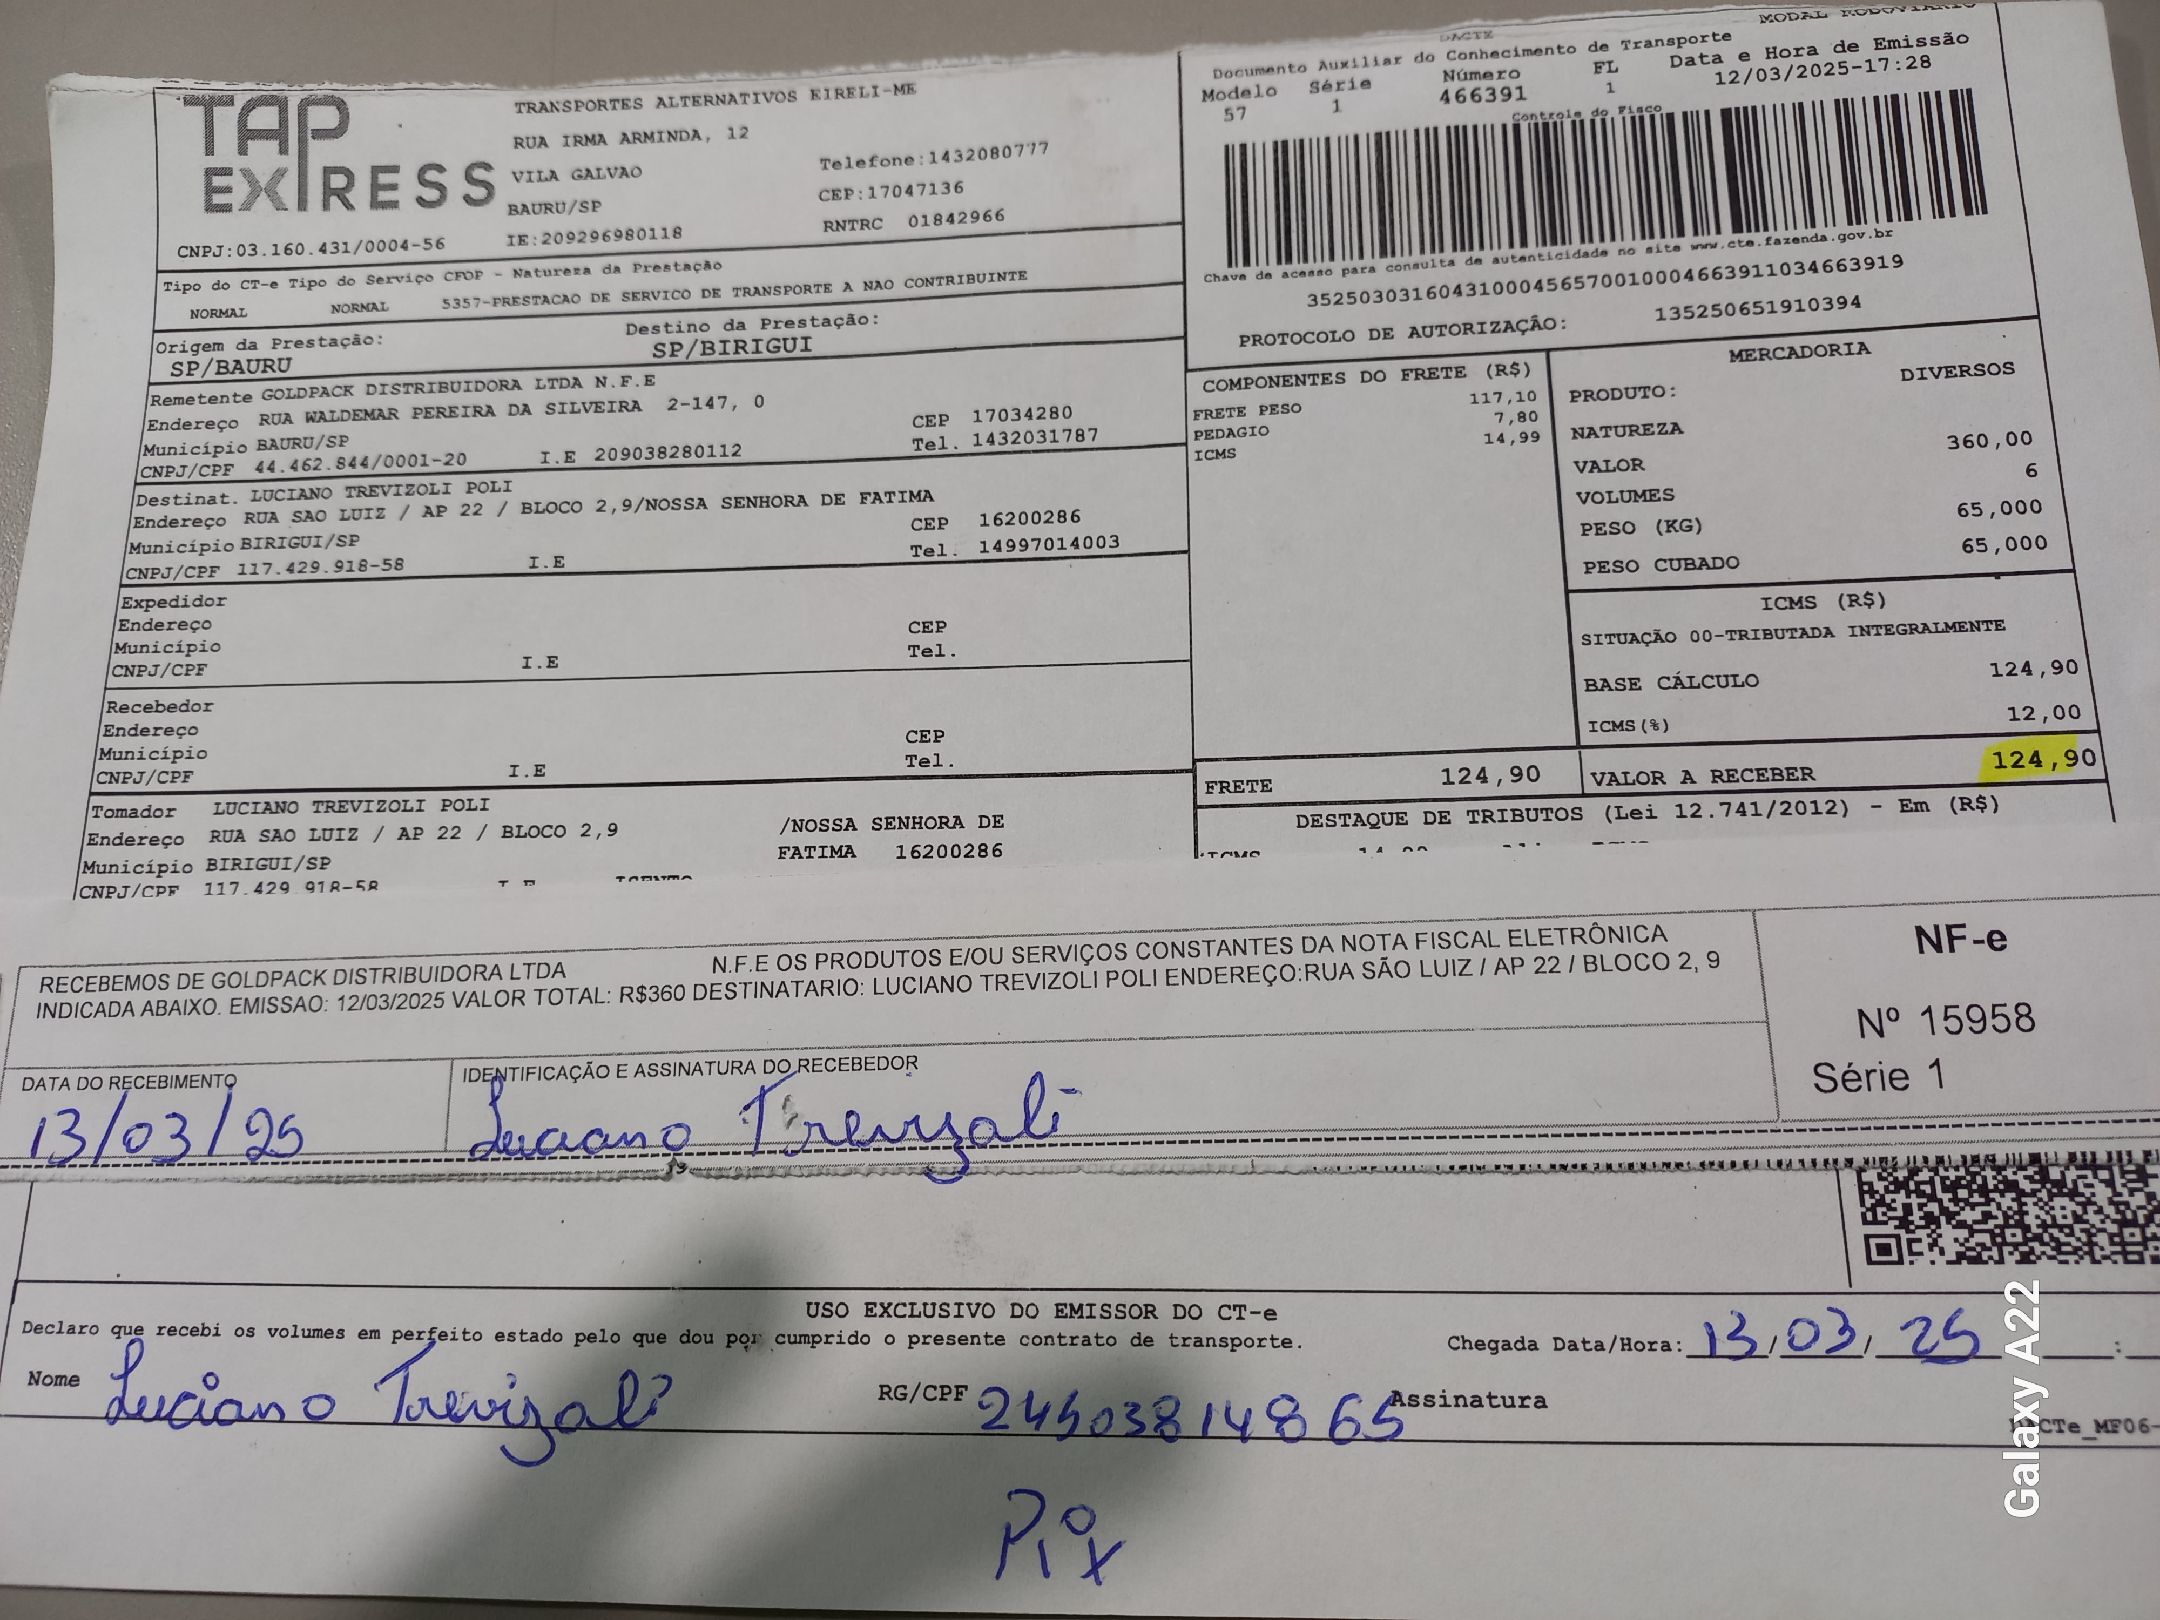 MODAL RODOVIÁRIO
DACTE
Documento Auxiliar do Conhecimento de Transporte
Modelo Série Número FL Data e Hora de Emissão
57 1 466391 1 12/03/2025-17:28
Controle do Fisco
Chave de acesso para consulta de autenticidade no site www.cte.fazenda.gov.br
35250303160431000456570010004663911034663919
PROTOCOLO DE AUTORIZAÇÃO: 135250651910394
TAP EXPRESS
TRANSPORTES ALTERNATIVOS EIRELI-ME
RUA IRMA ARMINDA, 12
VILA GALVAO Telefone:1432080777
BAURU/SP CEP:17047136
CNPJ:03.160.431/0004-56 IE:209296980118 RNTRC 01842966
Tipo do CT-e Tipo do Serviço CFOP - Natureza da Prestação
NORMAL NORMAL 5357-PRESTACAO DE SERVICO DE TRANSPORTE A NAO CONTRIBUINTE
Origem da Prestação: Destino da Prestação:
SP/BAURU SP/BIRIGUI
Remetente GOLDPACK DISTRIBUIDORA LTDA N.F.E
Endereço RUA WALDEMAR PEREIRA DA SILVEIRA 2-147, 0
Município BAURU/SP CEP 17034280
CNPJ/CPF 44.462.844/0001-20 I.E 209038280112 Tel. 1432031787
Destinat. LUCIANO TREVIZOLI POLI
Endereço RUA SAO LUIZ / AP 22 / BLOCO 2,9/NOSSA SENHORA DE FATIMA
Município BIRIGUI/SP CEP 16200286
CNPJ/CPF 117.429.918-58 I.E Tel. 14997014003
Expedidor
Endereço
Município CEP
CNPJ/CPF I.E Tel.
Recebedor
Endereço
Município CEP
CNPJ/CPF I.E Tel.
Tomador LUCIANO TREVIZOLI POLI
Endereço RUA SAO LUIZ / AP 22 / BLOCO 2,9 /NOSSA SENHORA DE
Município BIRIGUI/SP FATIMA 16200286
CNPJ/CPF 117.429.918-58 I.E ISENTO
COMPONENTES DO FRETE (R$)
FRETE PESO 117,10
PEDAGIO 7,80
ICMS 14,99
FRETE 124,90
MERCADORIA
PRODUTO: DIVERSOS
NATUREZA
VALOR 360,00
VOLUMES 6
PESO (KG) 65,000
PESO CUBADO 65,000
ICMS (R$)
SITUAÇÃO 00-TRIBUTADA INTEGRALMENTE
BASE CÁLCULO 124,90
ICMS(%) 12,00
VALOR A RECEBER 124,90
DESTAQUE DE TRIBUTOS (Lei 12.741/2012) - Em (R$)
RECEBEMOS DE GOLDPACK DISTRIBUIDORA LTDA N.F.E OS PRODUTOS E/OU SERVIÇOS CONSTANTES DA NOTA FISCAL ELETRÔNICA
INDICADA ABAIXO. EMISSAO: 12/03/2025 VALOR TOTAL: R$360 DESTINATARIO: LUCIANO TREVIZOLI POLI ENDEREÇO:RUA SÃO LUIZ / AP 22 / BLOCO 2, 9
NF-e
Nº 15958
Série 1
DATA DO RECEBIMENTO IDENTIFICAÇÃO E ASSINATURA DO RECEBEDOR
13/03/25 Luciano Trevizoli
USO EXCLUSIVO DO EMISSOR DO CT-e
Declaro que recebi os volumes em perfeito estado pelo que dou por cumprido o presente contrato de transporte. Chegada Data/Hora: 13/03/25 :
Nome Luciano Trevizoli RG/CPF 24503814865 Assinatura
DACTe_MF06-
Pix
Galaxy A22